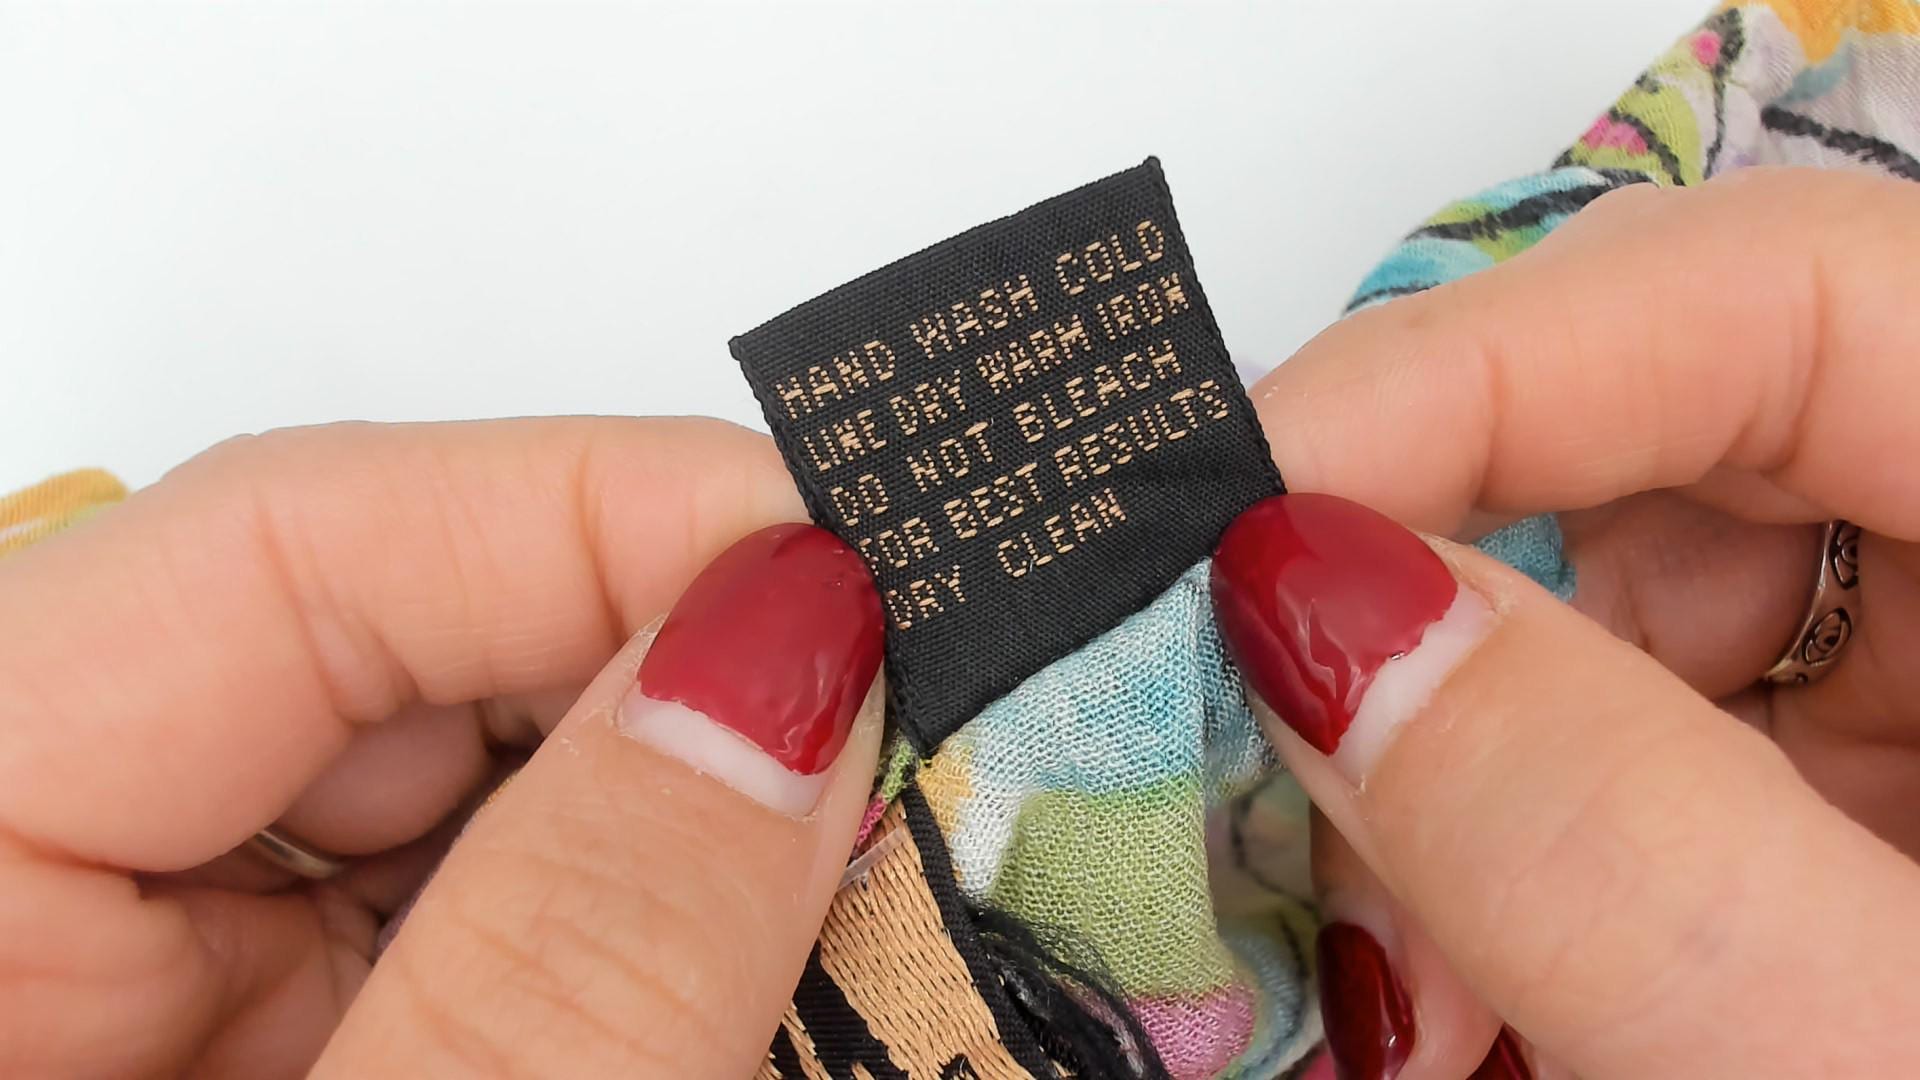 HAND WASH COLD
LINE DRY WARM IRON
DO NOT BLEACH
FOR BEST RESULTS
DRY CLEAN